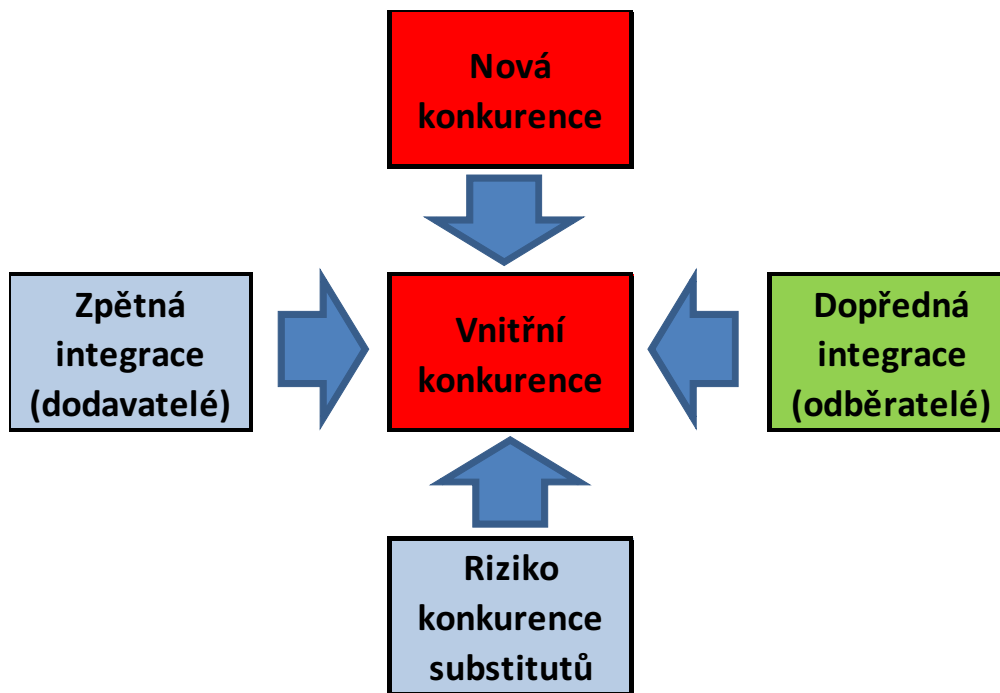 Nová
konkurence
Zpětná
integrace
(dodavatelé)
Vnitřní
konkurence
Dopředná
integrace
(odběratelé)
Riziko
konkurence
substitutů